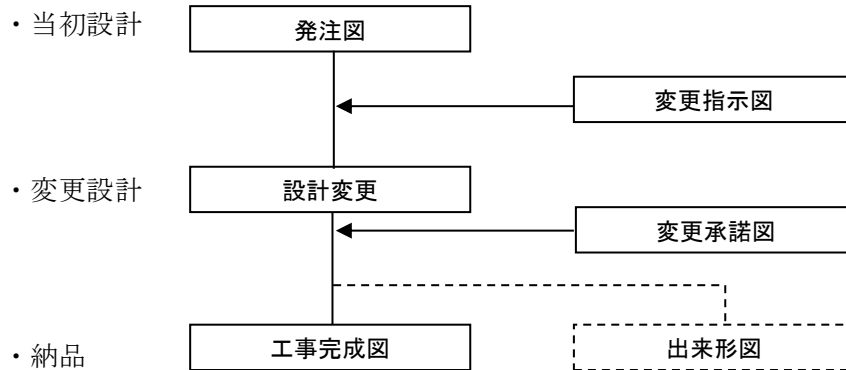 ・当初設計
発注図
変更指示図
・変更設計
設計変更
変更承諾図
・納品
工事完成図
出来形図